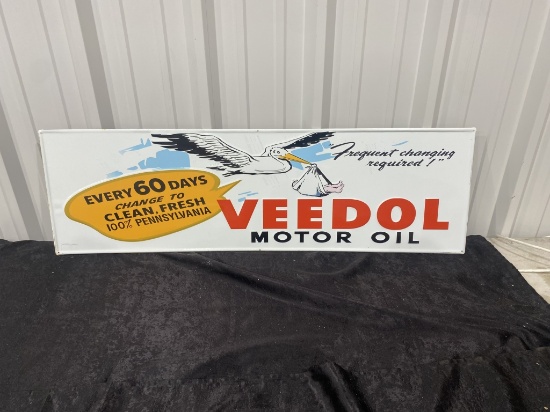 Frequent changing
required!"
EVERY 60 DAYS
CHANGE TO
CLEAN, FRESH
100% PENNSYLVANIA
VEEDOL
MOTOR OIL